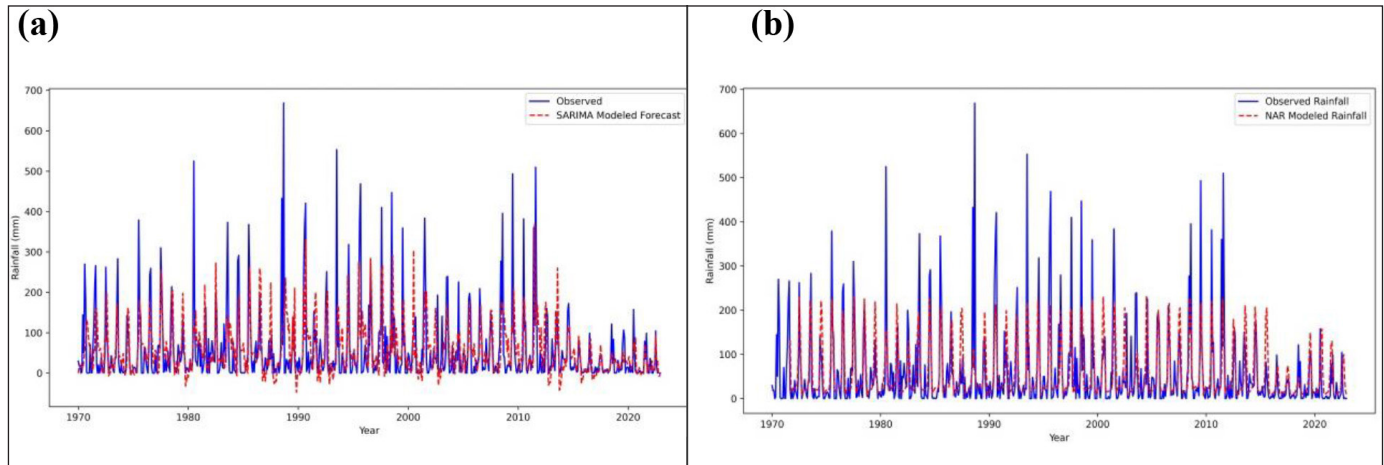 (a)
700
600
500
400
300
200
100
0
Rainfall (mm)
Observed
SARIMA Modeled Forecast
1970 1980 1990 2000 2010 2020
Year
(b)
700
600
500
400
300
200
100
0
Rainfall (mm)
Observed Rainfall
NAR Modeled Rainfall
1970 1980 1990 2000 2010 2020
Year